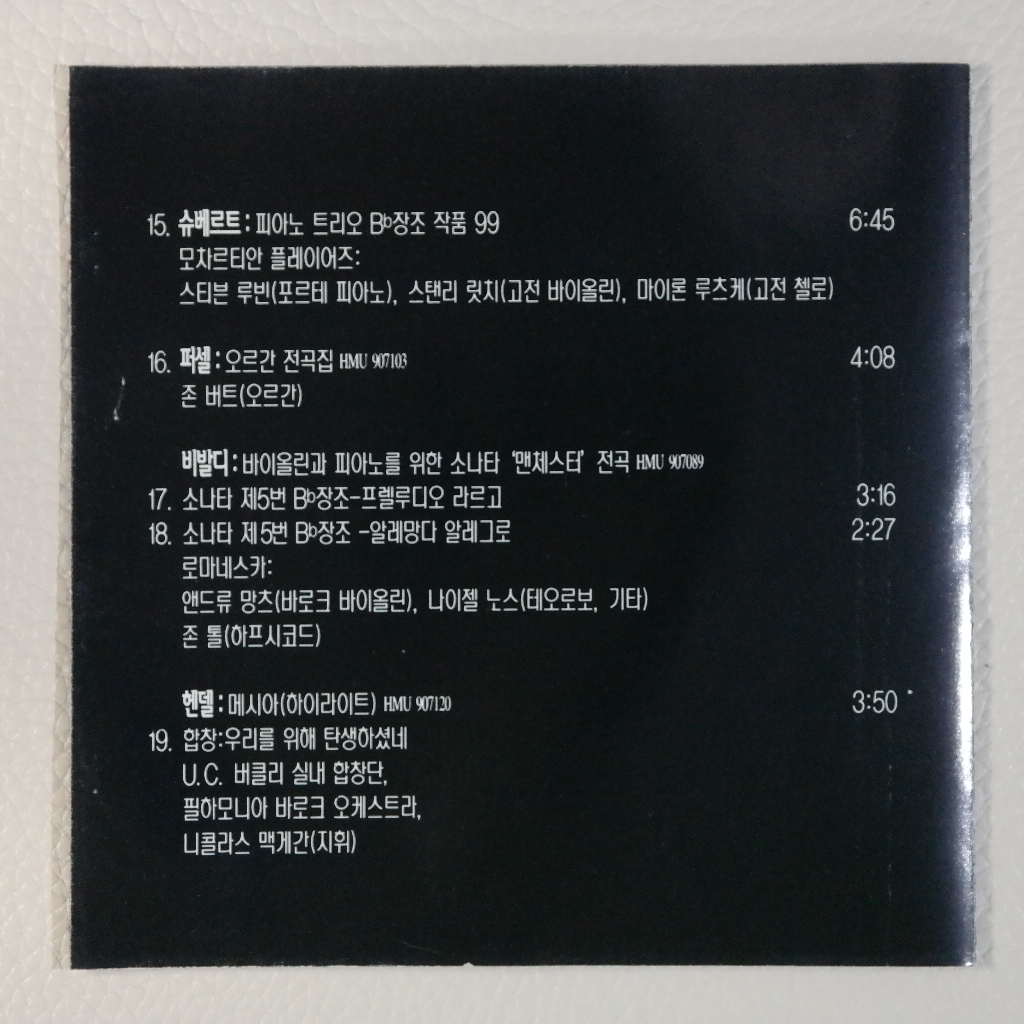 15. 슈베르트: 피아노 트리오 B♭장조 작품 99 6:45
모차르티안 플레이어즈:
스티븐 루빈(포르테 피아노), 스탠리 릿치(고전 바이올린), 마이론 루츠케(고전 첼로)
16. 퍼셀: 오르간 전곡집 HMU 907103 4:08
존 버트(오르간)
비발디: 바이올린과 피아노를 위한 소나타 '맨체스터' 전곡 HMU 907089
17. 소나타 제5번 B♭장조-프렐루디오 라르고 3:16
18. 소나타 제5번 B♭장조 -알레망다 알레그로 2:27
로마네스카:
앤드류 망츠(바로크 바이올린), 나이젤 노스(테오로보, 기타)
존 톨(하프시코드)
헨델: 메시아(하이라이트) HMU 907120 3:50
19. 합창:우리를 위해 탄생하셨네
U.C. 버클리 실내 합창단,
필하모니아 바로크 오케스트라,
니콜라스 맥게간(지휘)